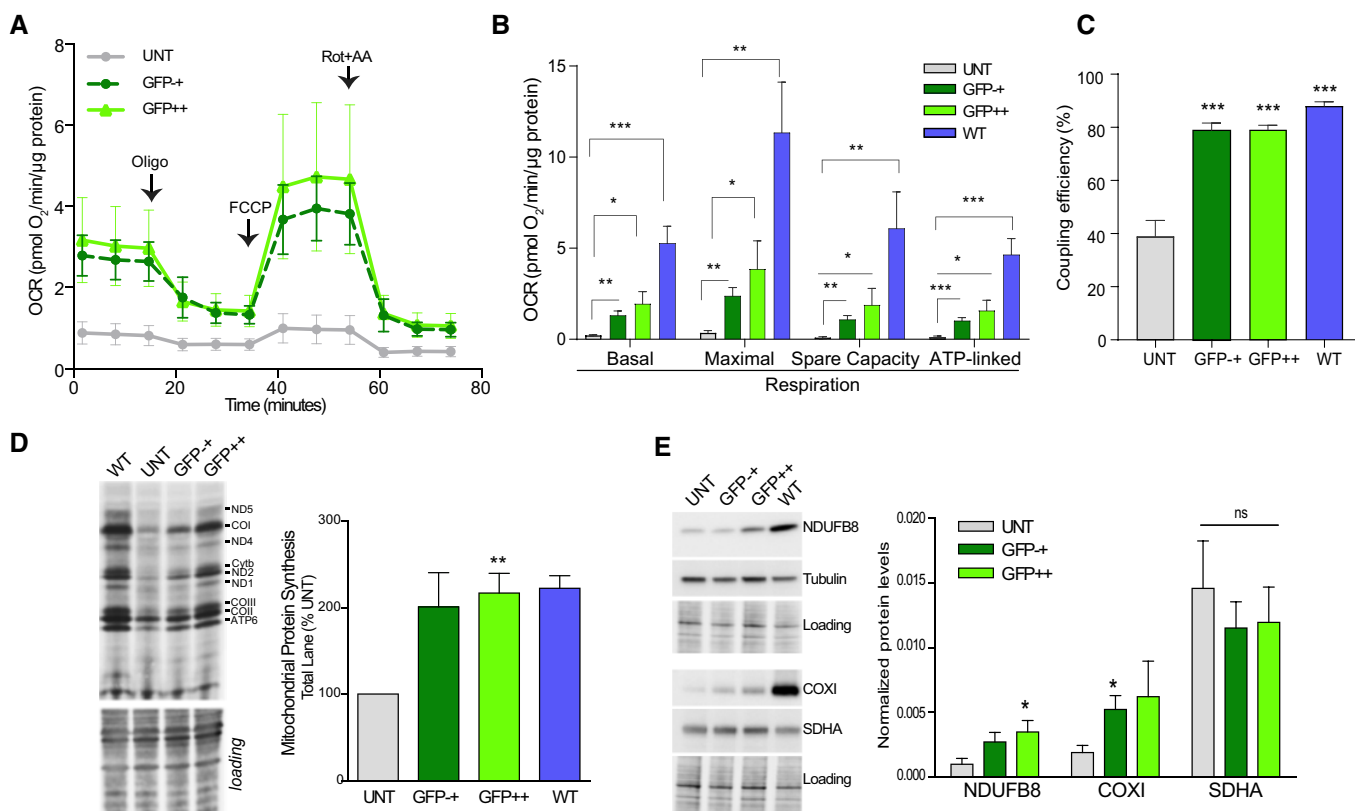 A
OCR (pmol O₂/min/µg protein)
8
6
4
2
0
UNT
GFP-+
GFP++
Oligo
FCCP
Rot+AA
0
20
40
60
80
Time (minutes)
B
OCR (pmol O₂/min/µg protein)
15
10
5
0
UNT
GFP-+
GFP++
WT
***
*
**
**
*
**
**
*
**
***
*
***
Basal
Maximal
Spare Capacity
ATP-linked
Respiration
C
Coupling efficiency (%)
100
80
60
40
20
0
*** *** ***
UNT
GFP-+
GFP++
WT
D
WT
UNT
GFP-+
GFP++
ND5
COI
ND4
Cytb
ND2
ND1
COIII
COII
ATP6
loading
Mitochondrial Protein Synthesis
Total Lane (% UNT)
300
200
100
0
**
UNT
GFP-+
GFP++
WT
E
UNT
GFP-+
GFP++
WT
NDUFB8
Tubulin
Loading
COXI
SDHA
Loading
Normalized protein levels
0.020
0.015
0.010
0.005
0.000
UNT
GFP-+
GFP++
*
*
ns
NDUFB8
COXI
SDHA